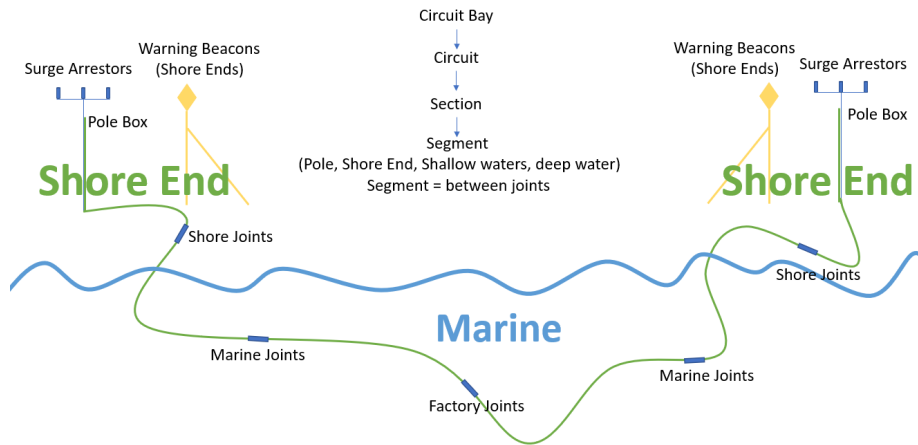 Circuit Bay
Warning Beacons
(Shore Ends)
Surge Arrestors
Circuit
Warning Beacons
(Shore Ends)
Surge Arrestors
Section
Pole Box
Pole Box
Segment
(Pole, Shore End, Shallow waters, deep water)
Segment = between joints
Shore End
Shore End
Shore Joints
Shore Joints
Marine
Marine Joints
Marine Joints
Factory Joints